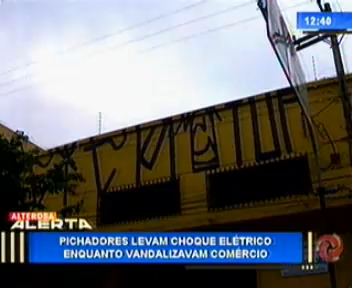 12:40
ALTEROSA
ALERTA
PICHADORES LEVAM CHOQUE ELÉTRICO
ENQUANTO VANDALIZAVAM COMÉRCIO